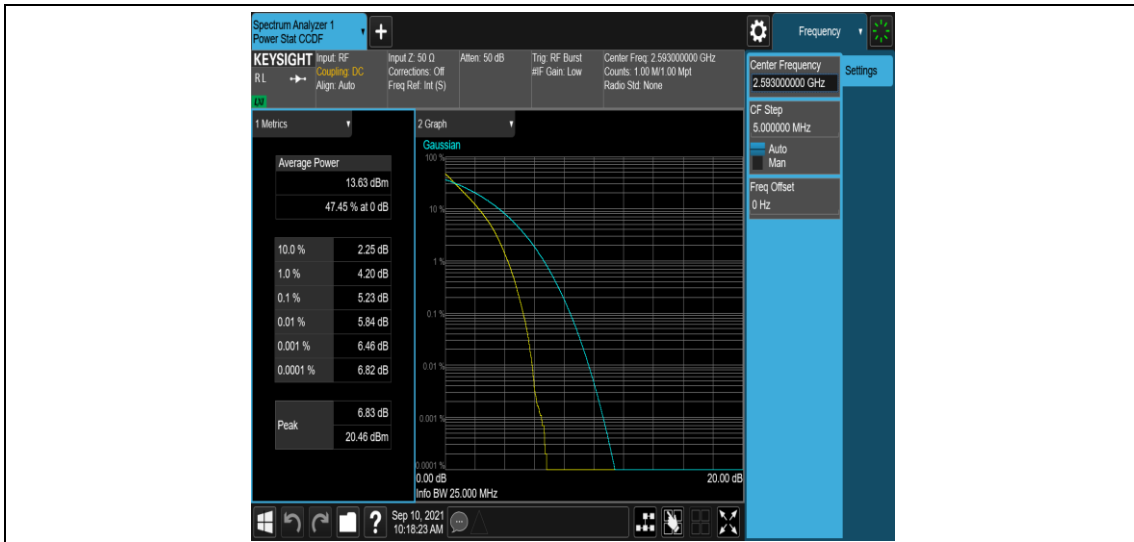 Spectrum Analyzer 1
Power Stat CCDF
Frequency
KEYSIGHT
RL
LXI
Input: RF
Coupling: DC
Align: Auto
Input Z: 50 Ω
Corrections: Off
Freq Ref: Int (S)
Atten: 50 dB
Trig: RF Burst
#IF Gain: Low
Center Freq: 2.593000000 GHz
Counts: 1.00 M/1.00 Mpt
Radio Std: None
Center Frequency
2.593000000 GHz
Settings
CF Step
5.000000 MHz
Auto
Man
Freq Offset
0 Hz
1 Metrics
Average Power
13.63 dBm
47.45 % at 0 dB
10.0 % 2.25 dB
1.0 % 4.20 dB
0.1 % 5.23 dB
0.01 % 5.84 dB
0.001 % 6.46 dB
0.0001 % 6.82 dB
Peak 6.83 dB
20.46 dBm
2 Graph
Gaussian
100 %
10 %
1 %
0.1 %
0.01 %
0.001 %
0.0001 %
0.00 dB 20.00 dB
Info BW 25.000 MHz
? Sep 10, 2021
10:18:23 AM